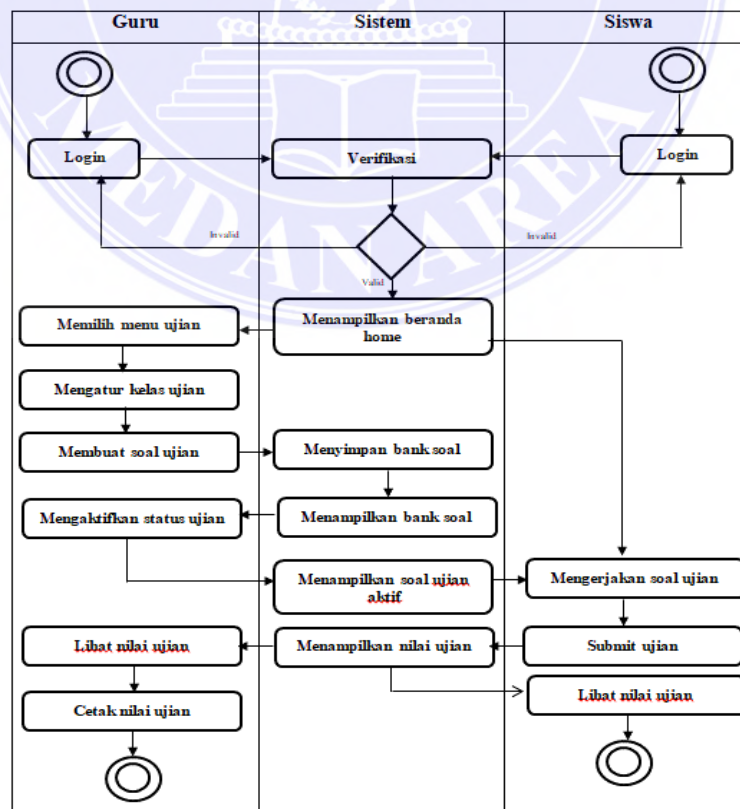 Guru
Sistem
Siswa
MEDAN AREA
Login
Verifikasi
Login
Invalid
Invalid
Valid
Memilih menu ujian
Menampilkan beranda
home
Mengatur kelas ujian
Membuat soal ujian
Menyimpan bank soal
Mengaktifkan status ujian
Menampilkan bank soal
Menampilkan soal ujian
aktif
Mengerjakan soal ujian
Lihat nilai ujian
Menampilkan nilai ujian
Submit ujian
Lihat nilai ujian
Cetak nilai ujian